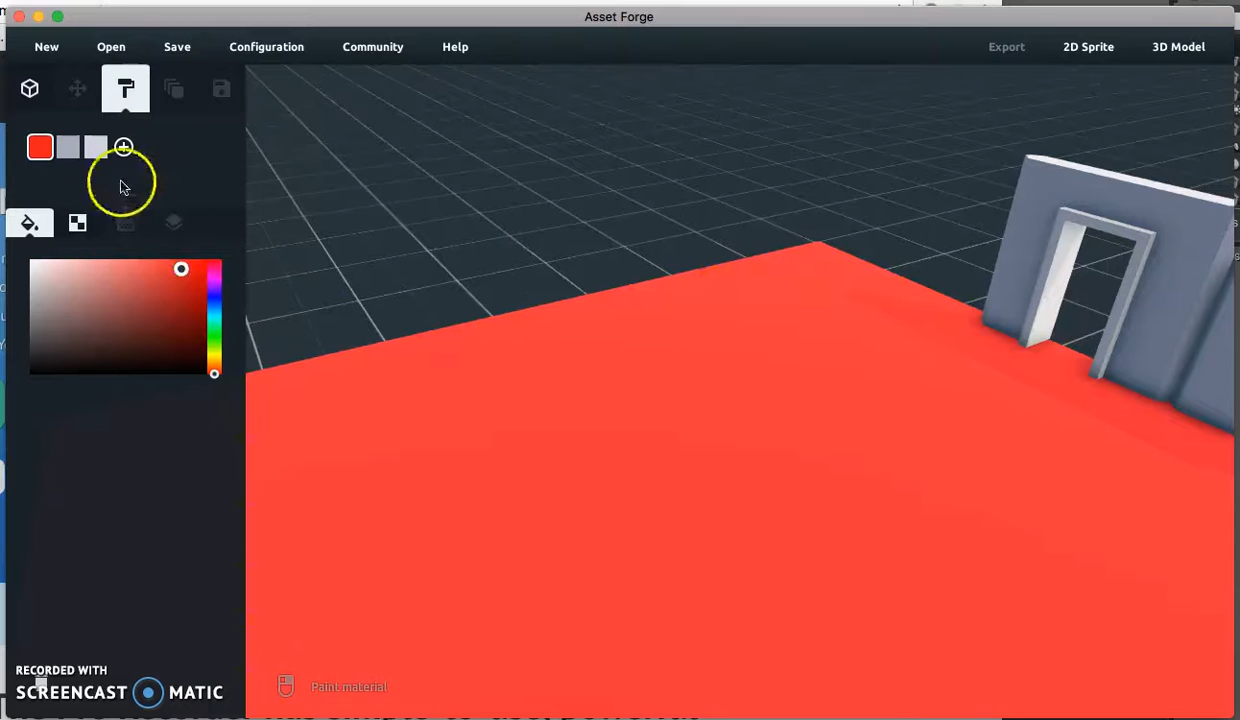 Asset Forge
New Open Save Configuration Community Help Export 2D Sprite 3D Model
Paint material
RECORDED WITH
SCREENCAST MATIC